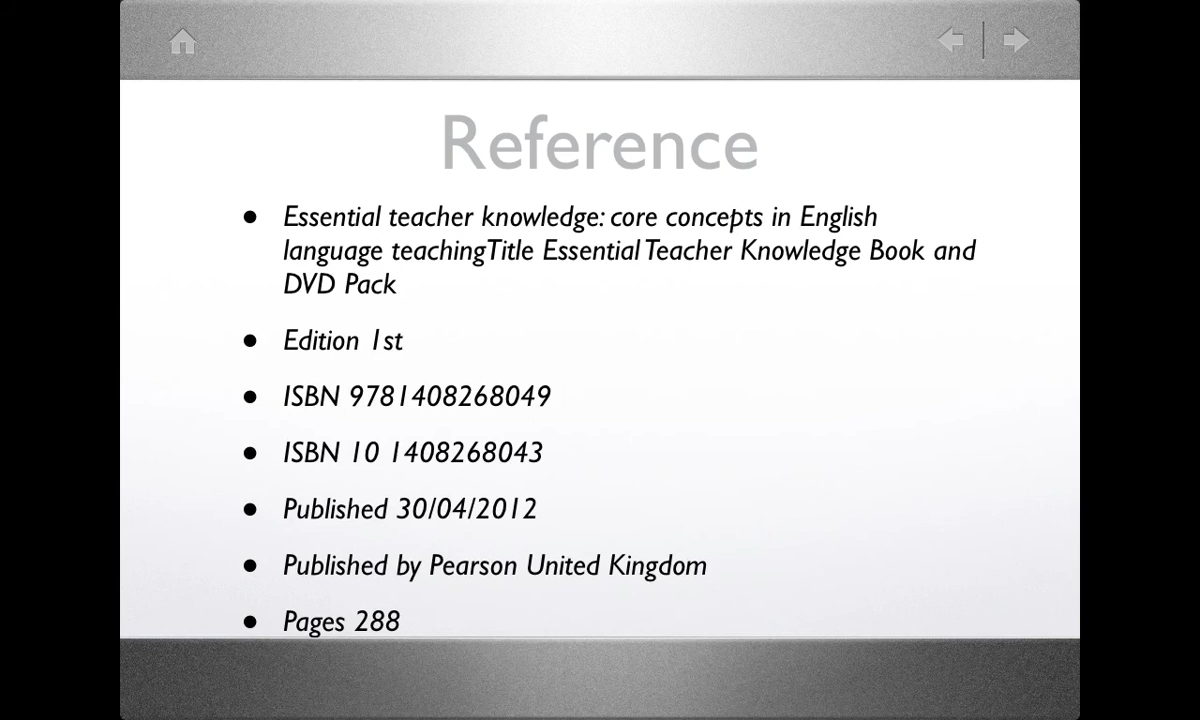 Reference
• Essential teacher knowledge: core concepts in English
language teachingTitle Essential Teacher Knowledge Book and
DVD Pack
• Edition 1st
• ISBN 9781408268049
• ISBN 10 1408268043
• Published 30/04/2012
• Published by Pearson United Kingdom
• Pages 288